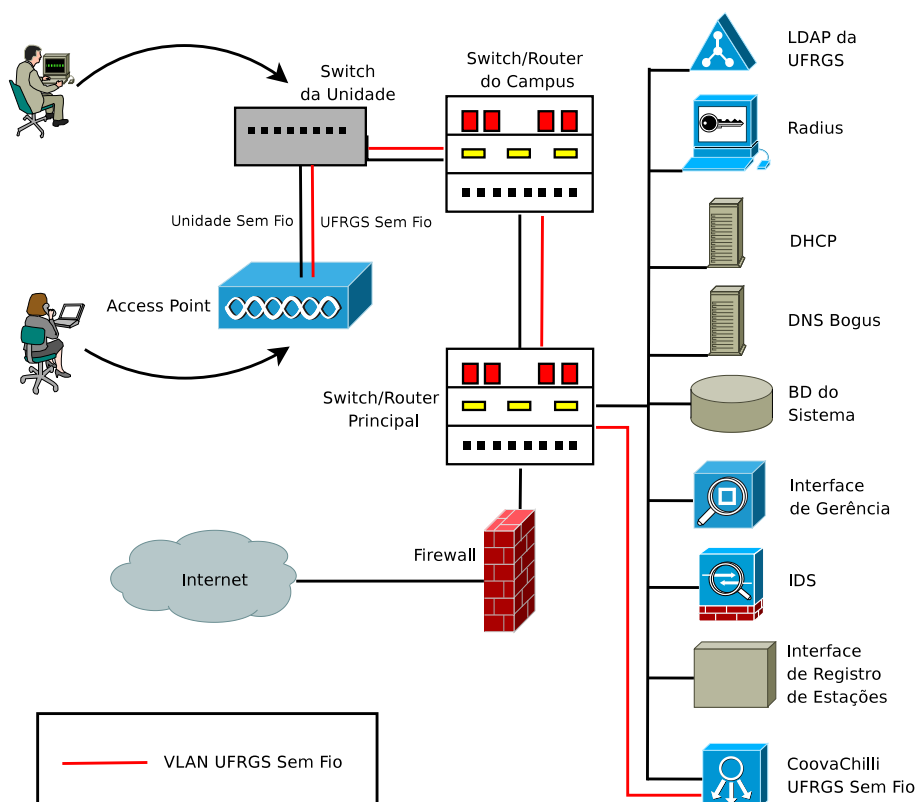 Switch
da Unidade
Switch/Router
do Campus
LDAP da
UFRGS
Radius
Unidade Sem Fio
UFRGS Sem Fio
DHCP
Access Point
DNS Bogus
Switch/Router
Principal
BD do
Sistema
Interface
de Gerência
Firewall
Internet
IDS
Interface
de Registro
de Estações
VLAN UFRGS Sem Fio
CoovaChilli
UFRGS Sem Fio